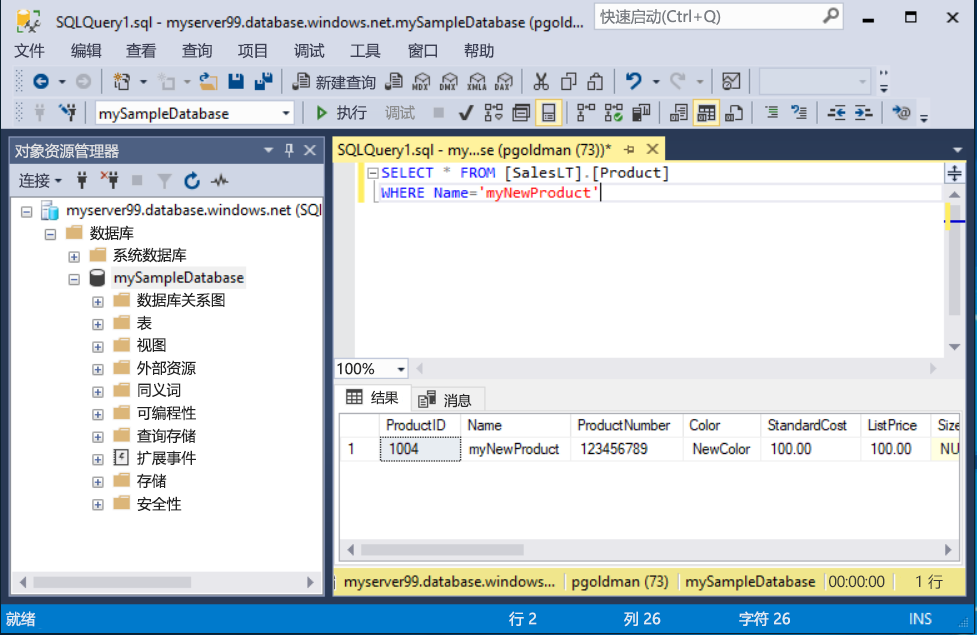 SQLQuery1.sql - myserver99.database.windows.net.mySampleDatabase (pgold...
快速启动(Ctrl+Q)
文件 编辑 查看 查询 项目 调试 工具 窗口 帮助
新建查询 MDX DMX XMLA DAX
mySampleDatabase 执行 调试
对象资源管理器
连接
myserver99.database.windows.net (SQl
数据库
系统数据库
mySampleDatabase
数据库关系图
表
视图
外部资源
同义词
可编程性
查询存储
扩展事件
存储
安全性
SQLQuery1.sql - my...se (pgoldman (73))*
SELECT * FROM [SalesLT].[Product]
WHERE Name='myNewProduct'
100%
结果 消息
ProductID Name ProductNumber Color StandardCost ListPrice Size
1 1004 myNewProduct 123456789 NewColor 100.00 100.00 NU
myserver99.database.windows... pgoldman (73) mySampleDatabase 00:00:00 1 行
就绪 行 2 列 26 字符 26 INS